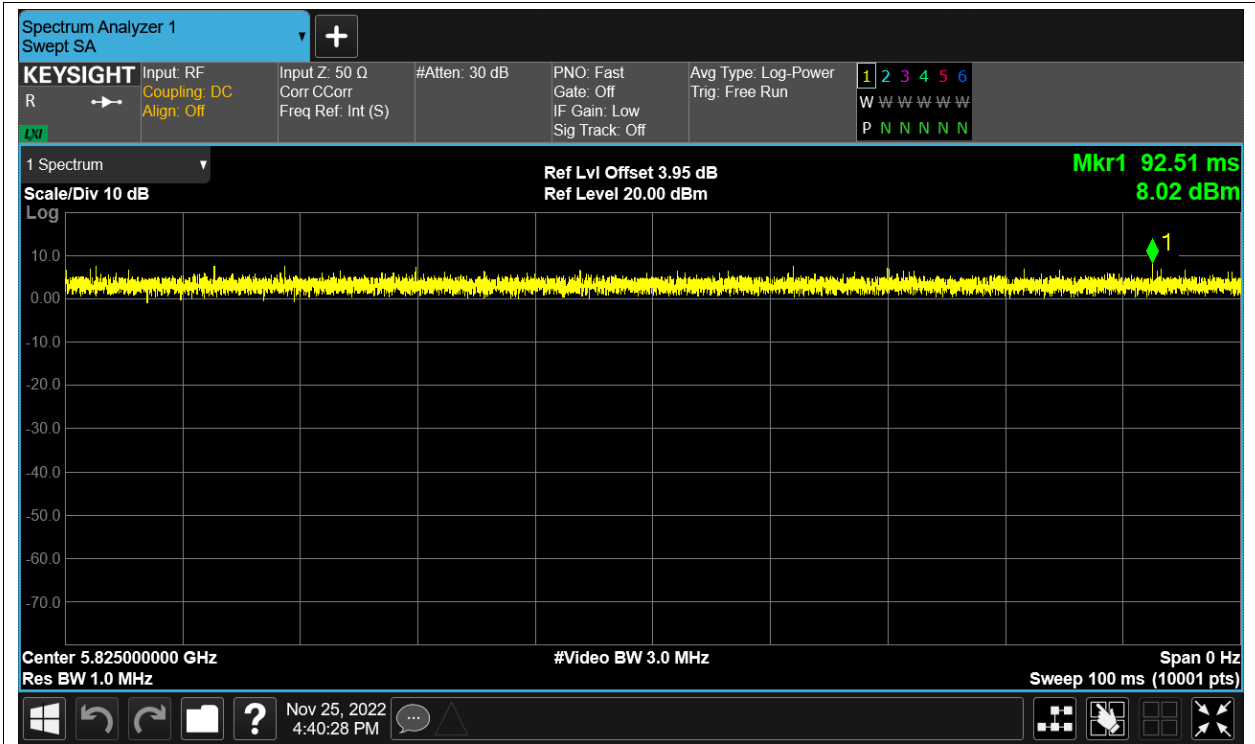 Spectrum Analyzer 1
Swept SA
KEYSIGHT Input: RF Input Z: 50 Ω #Atten: 30 dB PNO: Fast Avg Type: Log-Power 1 2 3 4 5 6
R Coupling: DC Corr CCorr Gate: Off Trig: Free Run W W W W W W
Align: Off Freq Ref: Int (S) IF Gain: Low
LXI Sig Track: Off P N N N N N
1 Spectrum Ref Lvl Offset 3.95 dB Mkr1 92.51 ms
Scale/Div 10 dB Ref Level 20.00 dBm 8.02 dBm
Log
1
10.0
0.00
-10.0
-20.0
-30.0
-40.0
-50.0
-60.0
-70.0
Center 5.825000000 GHz #Video BW 3.0 MHz Span 0 Hz
Res BW 1.0 MHz Sweep 100 ms (10001 pts)
? Nov 25, 2022
4:40:28 PM